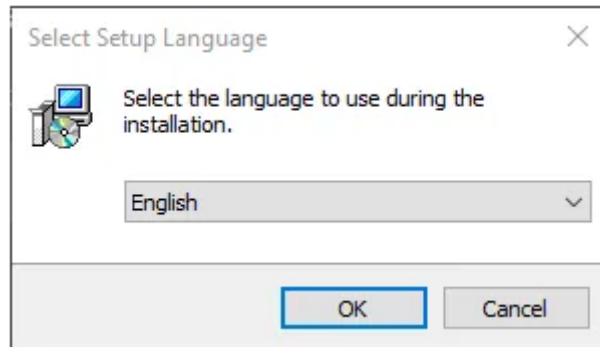 Select Setup Language
Select the language to use during the
installation.
English
OK
Cancel